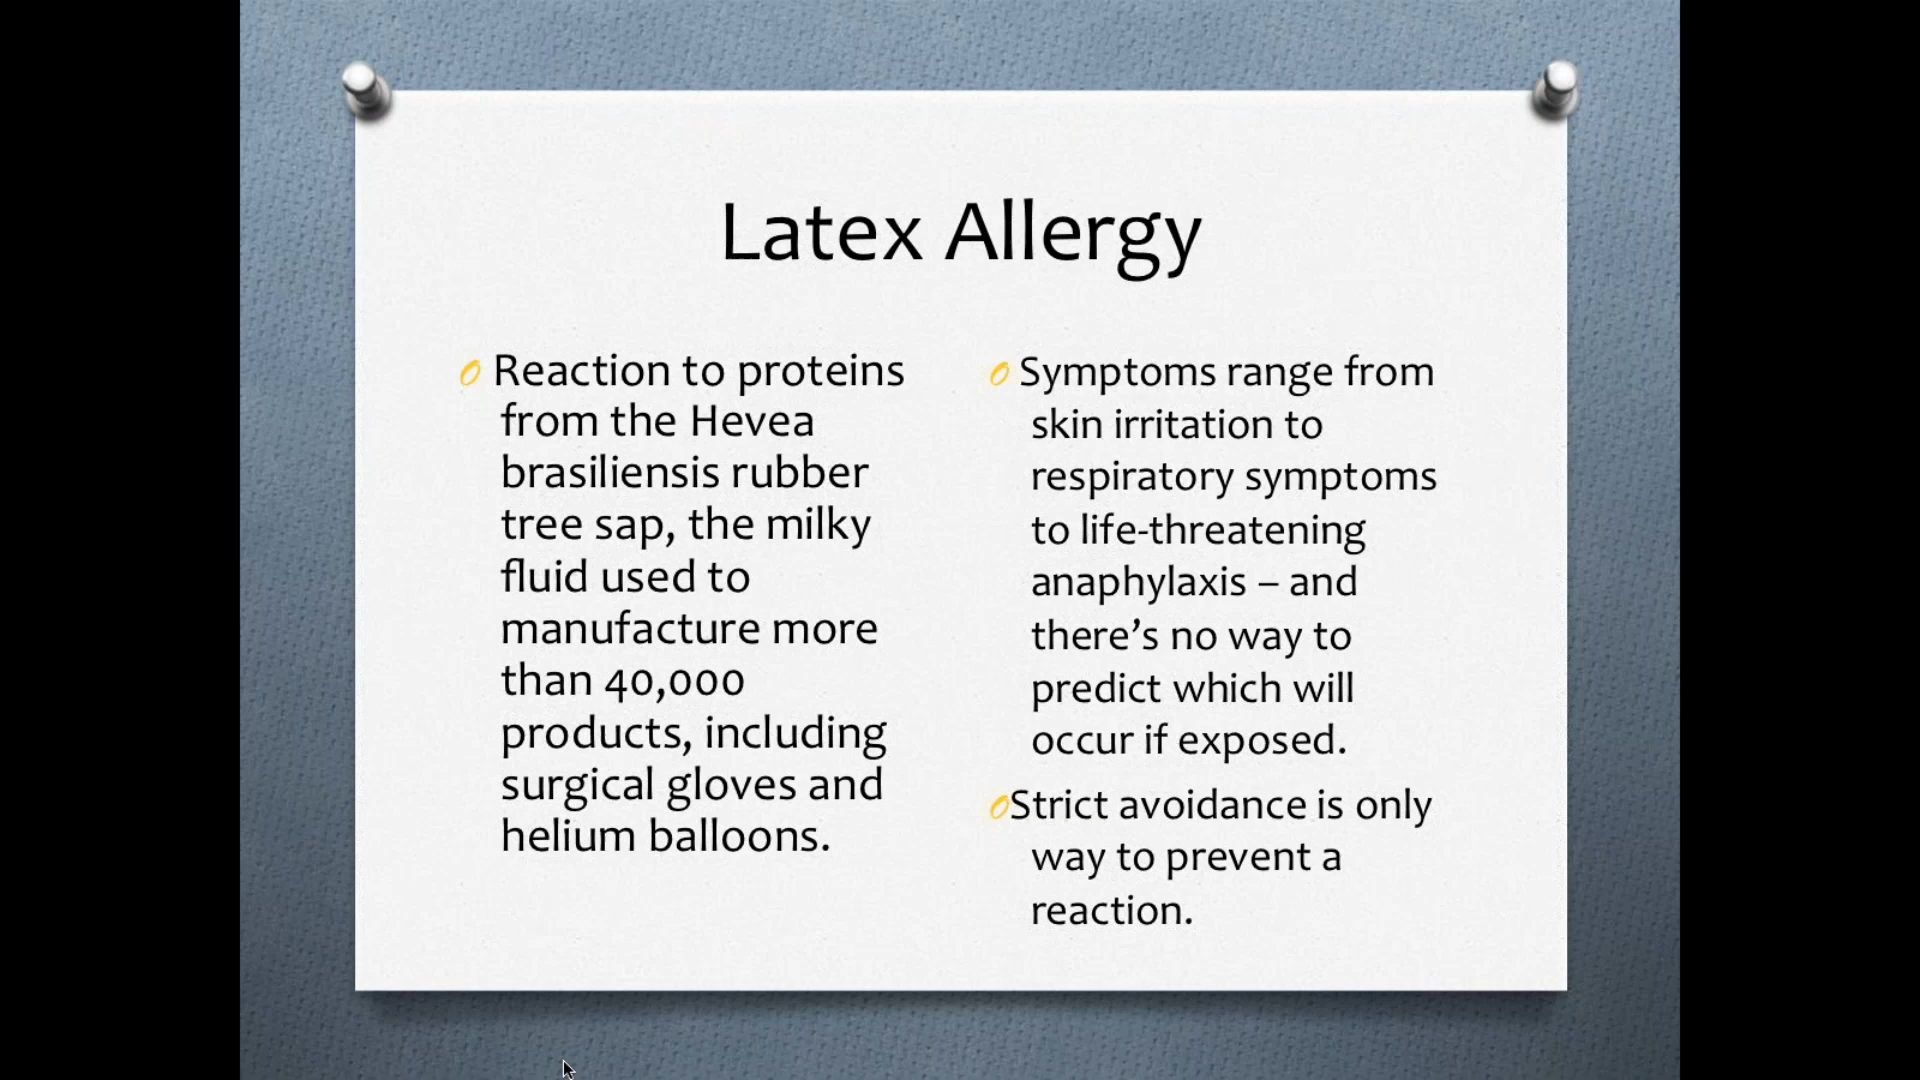 Latex Allergy
Reaction to proteins
from the Hevea
brasiliensis rubber
tree sap, the milky
fluid used to
manufacture more
than 40,000
products, including
surgical gloves and
helium balloons.
Symptoms range from
skin irritation to
respiratory symptoms
to life-threatening
anaphylaxis – and
there’s no way to
predict which will
occur if exposed.
Strict avoidance is only
way to prevent a
reaction.